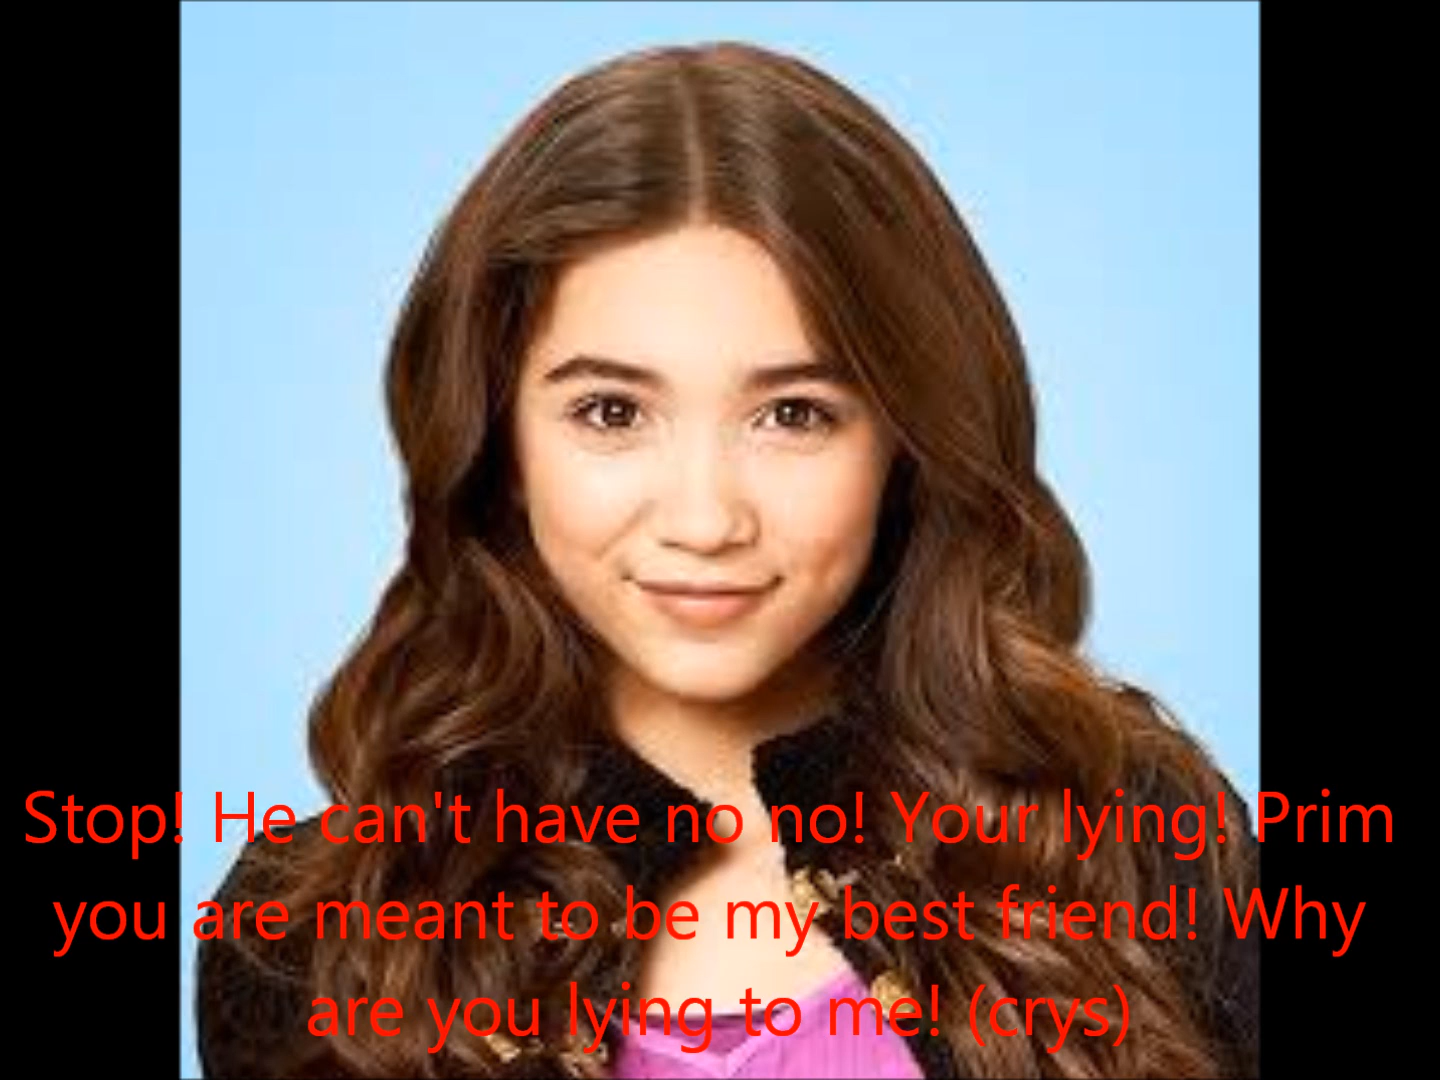 Stop! He can't have no no! Your lying! Prim
you are meant to be my best friend! Why
are you lying to me! (crys)